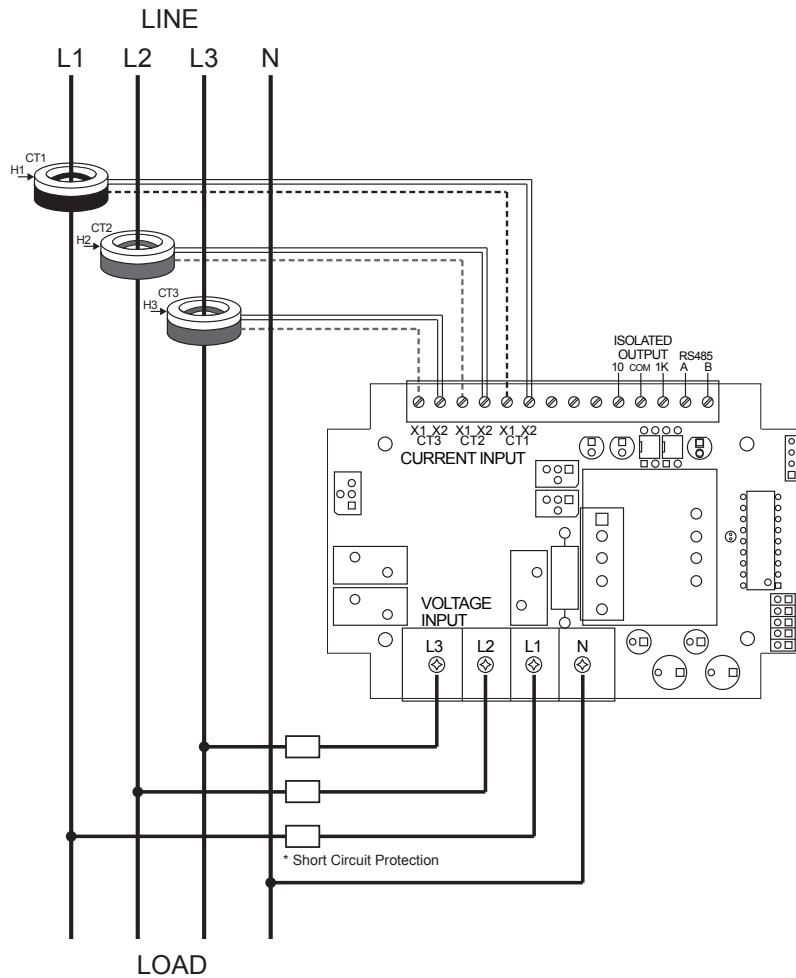 LINE
L1 L2 L3 N
CT1
H1
CT2
H2
CT3
H3
ISOLATED
OUTPUT
10 COM 1K
RS485
A B
X1 X2 X1 X2 X1 X2
CT3 CT2 CT1
CURRENT INPUT
VOLTAGE
INPUT
L3 L2 L1 N
* Short Circuit Protection
LOAD